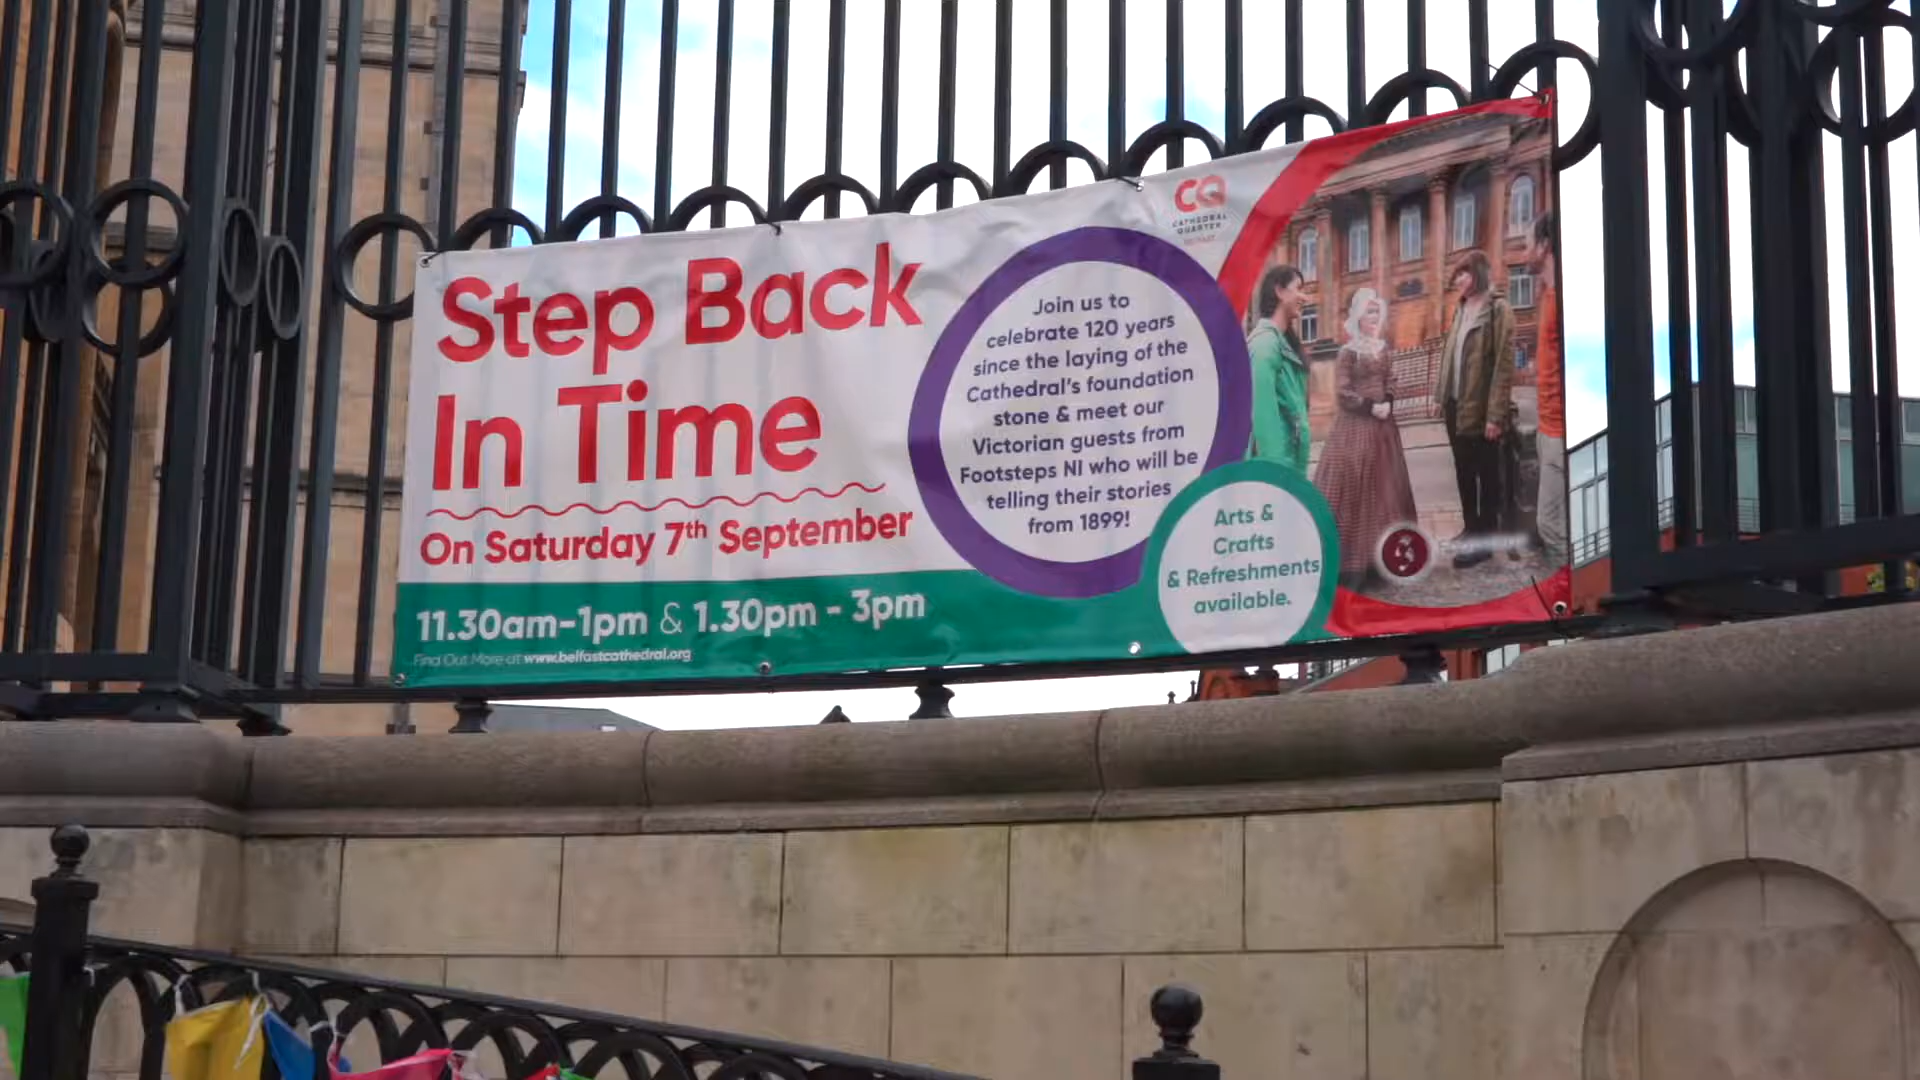 Step Back
In Time
On Saturday 7th September
11.30am-1pm & 1.30pm - 3pm
Find Out More at www.belfastcathedral.org
Join us to
celebrate 120 years
since the laying of the
Cathedral's foundation
stone & meet our
Victorian guests from
Footsteps NI who will be
telling their stories
from 1899!
Arts &
Crafts
& Refreshments
available.
CQ
CATHEDRAL
QUARTER
BELFAST